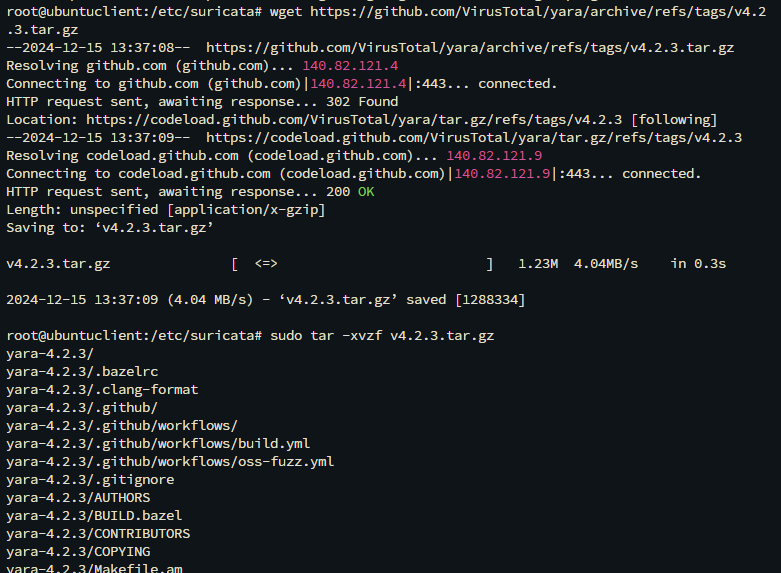 root@ubuntuclient:/etc/suricata# wget https://github.com/VirusTotal/yara/archive/refs/tags/v4.2
.3.tar.gz
--2024-12-15 13:37:08--  https://github.com/VirusTotal/yara/archive/refs/tags/v4.2.3.tar.gz
Resolving github.com (github.com)... 140.82.121.4
Connecting to github.com (github.com)|140.82.121.4|:443... connected.
HTTP request sent, awaiting response... 302 Found
Location: https://codeload.github.com/VirusTotal/yara/tar.gz/refs/tags/v4.2.3 [following]
--2024-12-15 13:37:09--  https://codeload.github.com/VirusTotal/yara/tar.gz/refs/tags/v4.2.3
Resolving codeload.github.com (codeload.github.com)... 140.82.121.9
Connecting to codeload.github.com (codeload.github.com)|140.82.121.9|:443... connected.
HTTP request sent, awaiting response... 200 OK
Length: unspecified [application/x-gzip]
Saving to: ‘v4.2.3.tar.gz’
v4.2.3.tar.gz               [  <=>                          ]   1.23M  4.04MB/s    in 0.3s
2024-12-15 13:37:09 (4.04 MB/s) - ‘v4.2.3.tar.gz’ saved [1288334]
root@ubuntuclient:/etc/suricata# sudo tar -xvzf v4.2.3.tar.gz
yara-4.2.3/
yara-4.2.3/.bazelrc
yara-4.2.3/.clang-format
yara-4.2.3/.github/
yara-4.2.3/.github/workflows/
yara-4.2.3/.github/workflows/build.yml
yara-4.2.3/.github/workflows/oss-fuzz.yml
yara-4.2.3/.gitignore
yara-4.2.3/AUTHORS
yara-4.2.3/BUILD.bazel
yara-4.2.3/CONTRIBUTORS
yara-4.2.3/COPYING
yara-4.2.3/Makefile.am